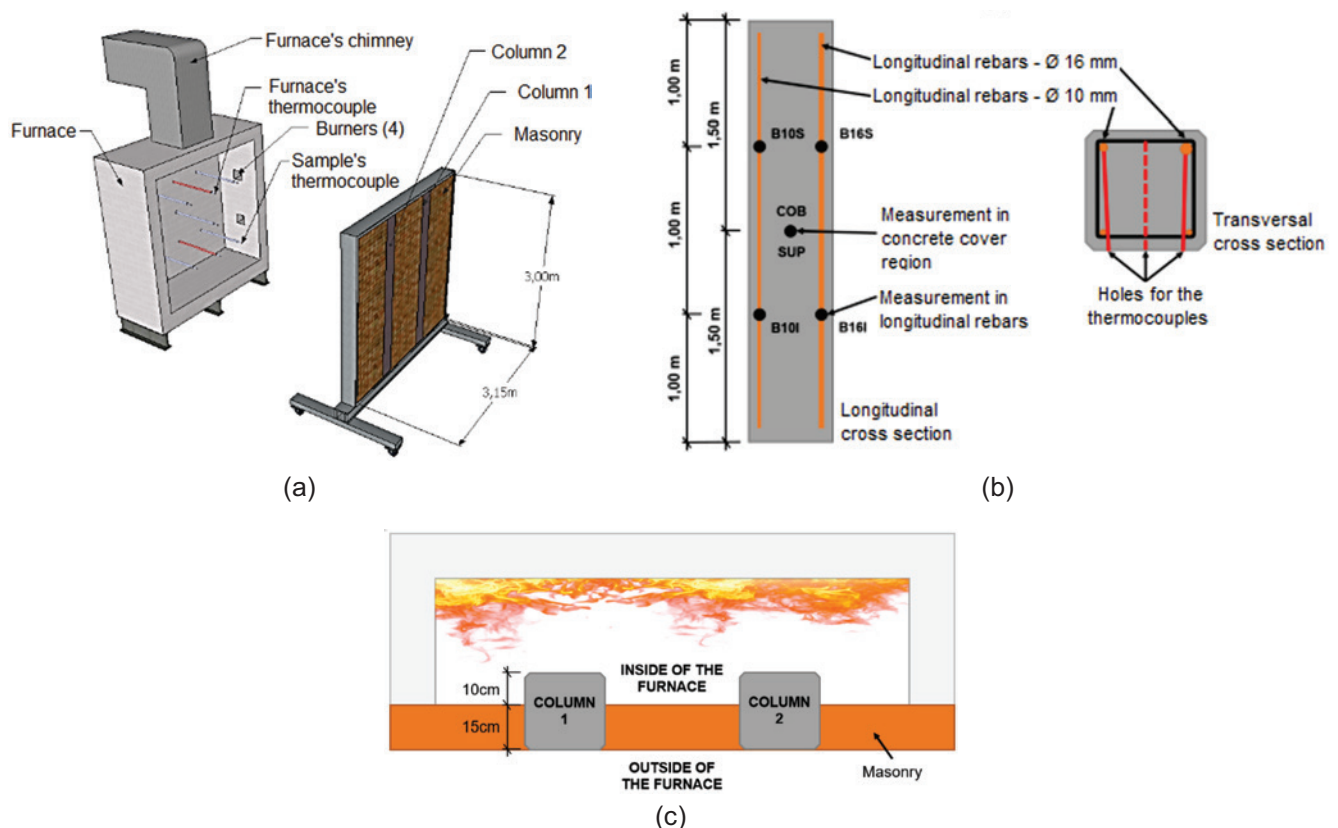 Furnace's chimney
Furnace's
thermocouple
Furnace
Burners (4)
Sample's
thermocouple
Column 2
Column 1
Masonry
3,00m
3,15m
(a)
1,00 m
1,00 m
1,00 m
1,50 m
1,50 m
Longitudinal rebars - Ø 16 mm
Longitudinal rebars - Ø 10 mm
B10S
B16S
COB
SUP
Measurement in
concrete cover
region
B10I
B16I
Measurement in
longitudinal rebars
Longitudinal
cross section
Transversal
cross section
Holes for the
thermocouples
(b)
10cm
15cm
INSIDE OF THE
FURNACE
COLUMN
1
COLUMN
2
OUTSIDE OF
THE FURNACE
Masonry
(c)